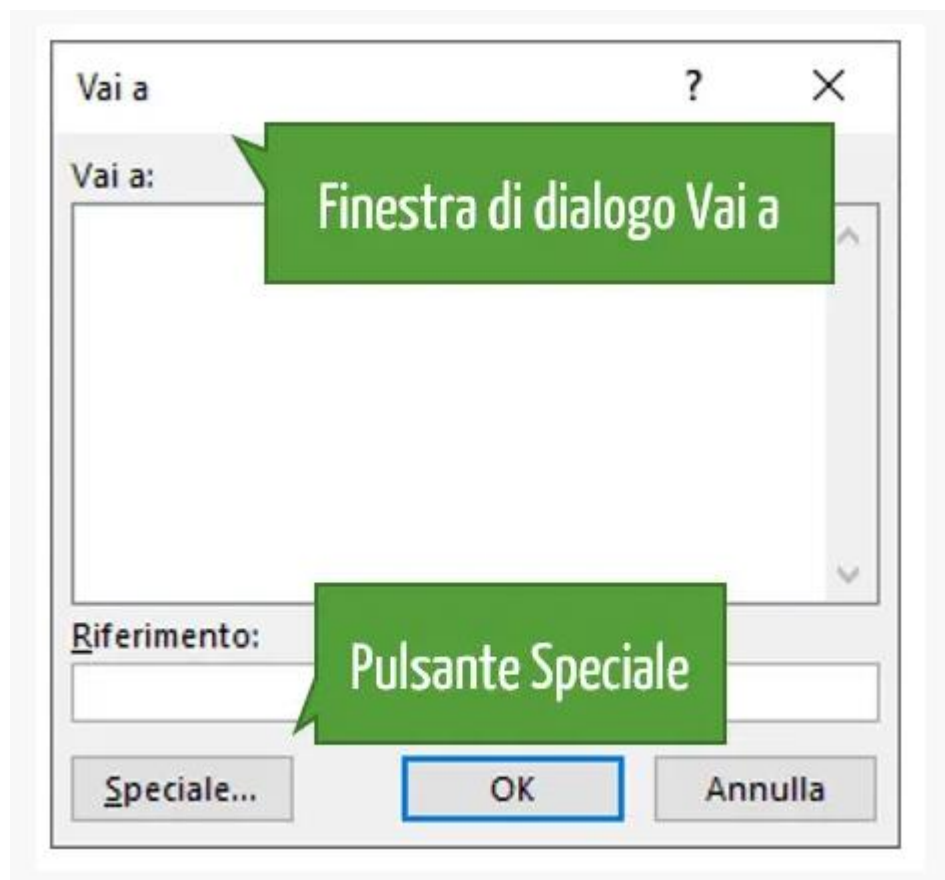 Vai a ?
Vai a:
Finestra di dialogo Vai a
Riferimento:
Pulsante Speciale
Speciale... OK Annulla